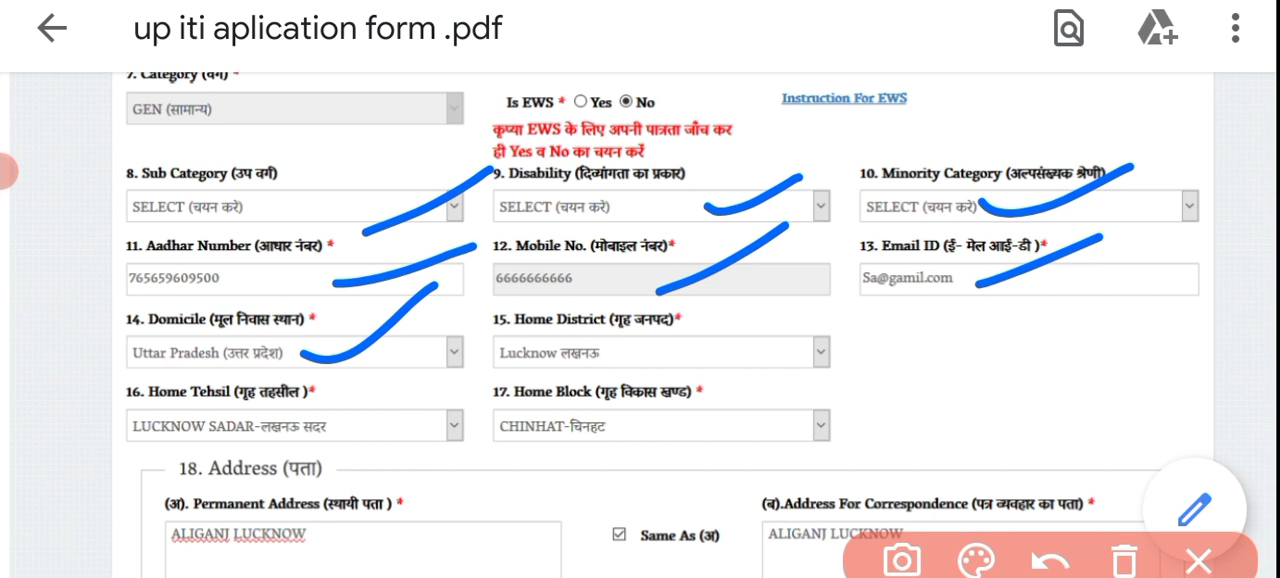 up iti aplication form .pdf
7. Category (वर्ग) *
GEN (सामान्य)
Is EWS * Yes No
Instruction For EWS
कृप्या EWS के लिए अपनी पात्रता जाँच कर
ही Yes व No का चयन करें
8. Sub Category (उप वर्ग)
9. Disability (दिव्यांगता का प्रकार)
10. Minority Category (अल्पसंख्यक श्रेणी)
SELECT (चयन करे)
SELECT (चयन करे)
SELECT (चयन करे)
11. Aadhar Number (आधार नंबर) *
12. Mobile No. (मोबाइल नंबर)*
13. Email ID (ई- मेल आई-डी )*
765659609500
6666666666
Sa@gamil.com
14. Domicile (मूल निवास स्थान) *
15. Home District (गृह जनपद)*
Uttar Pradesh (उत्तर प्रदेश)
Lucknow लखनऊ
16. Home Tehsil (गृह तहसील )*
17. Home Block (गृह विकास खण्ड) *
LUCKNOW SADAR-लखनऊ सदर
CHINHAT-चिनहट
18. Address (पता)
(अ). Permanent Address (स्थायी पता ) *
(ब).Address For Correspondence (पत्र व्यवहार का पता) *
ALIGANJ LUCKNOW
Same As (अ)
ALIGANJ LUCKNOW